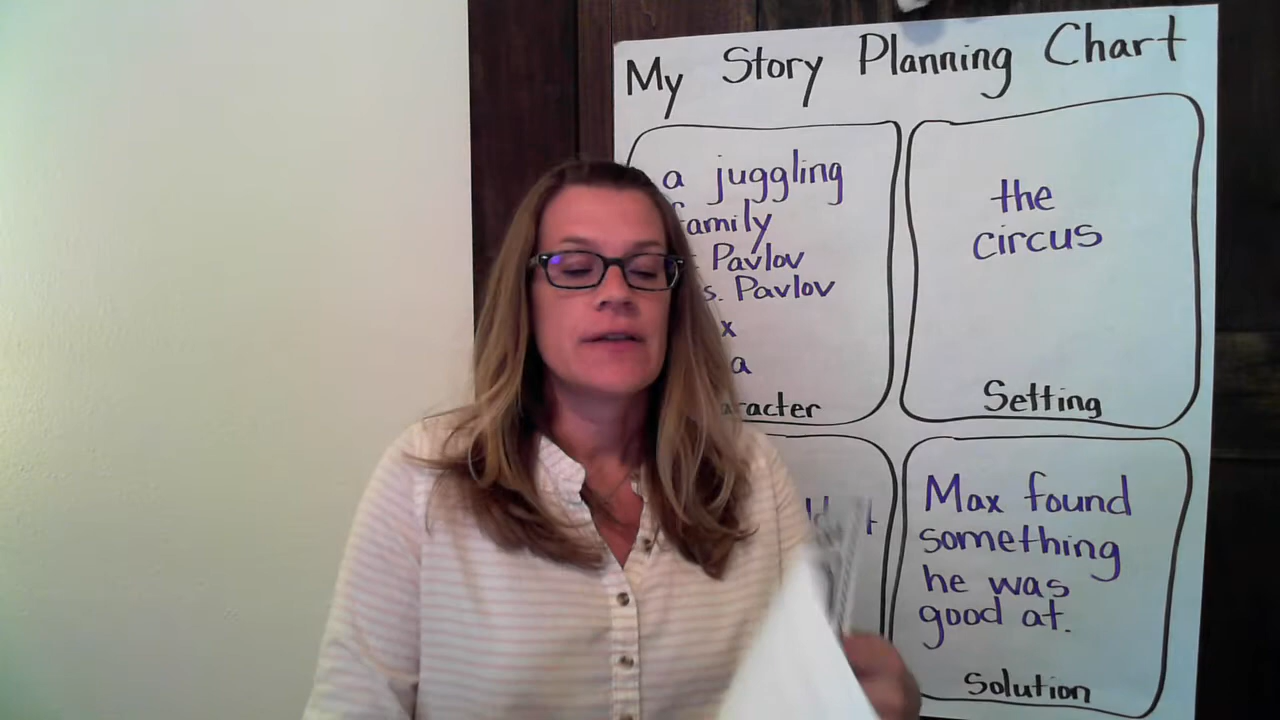 My Story Planning Chart
a juggling
family
Pavlov
s. Pavlov
x
a
racter
the
circus
Setting
Max found
something
he was
good at.
Solution